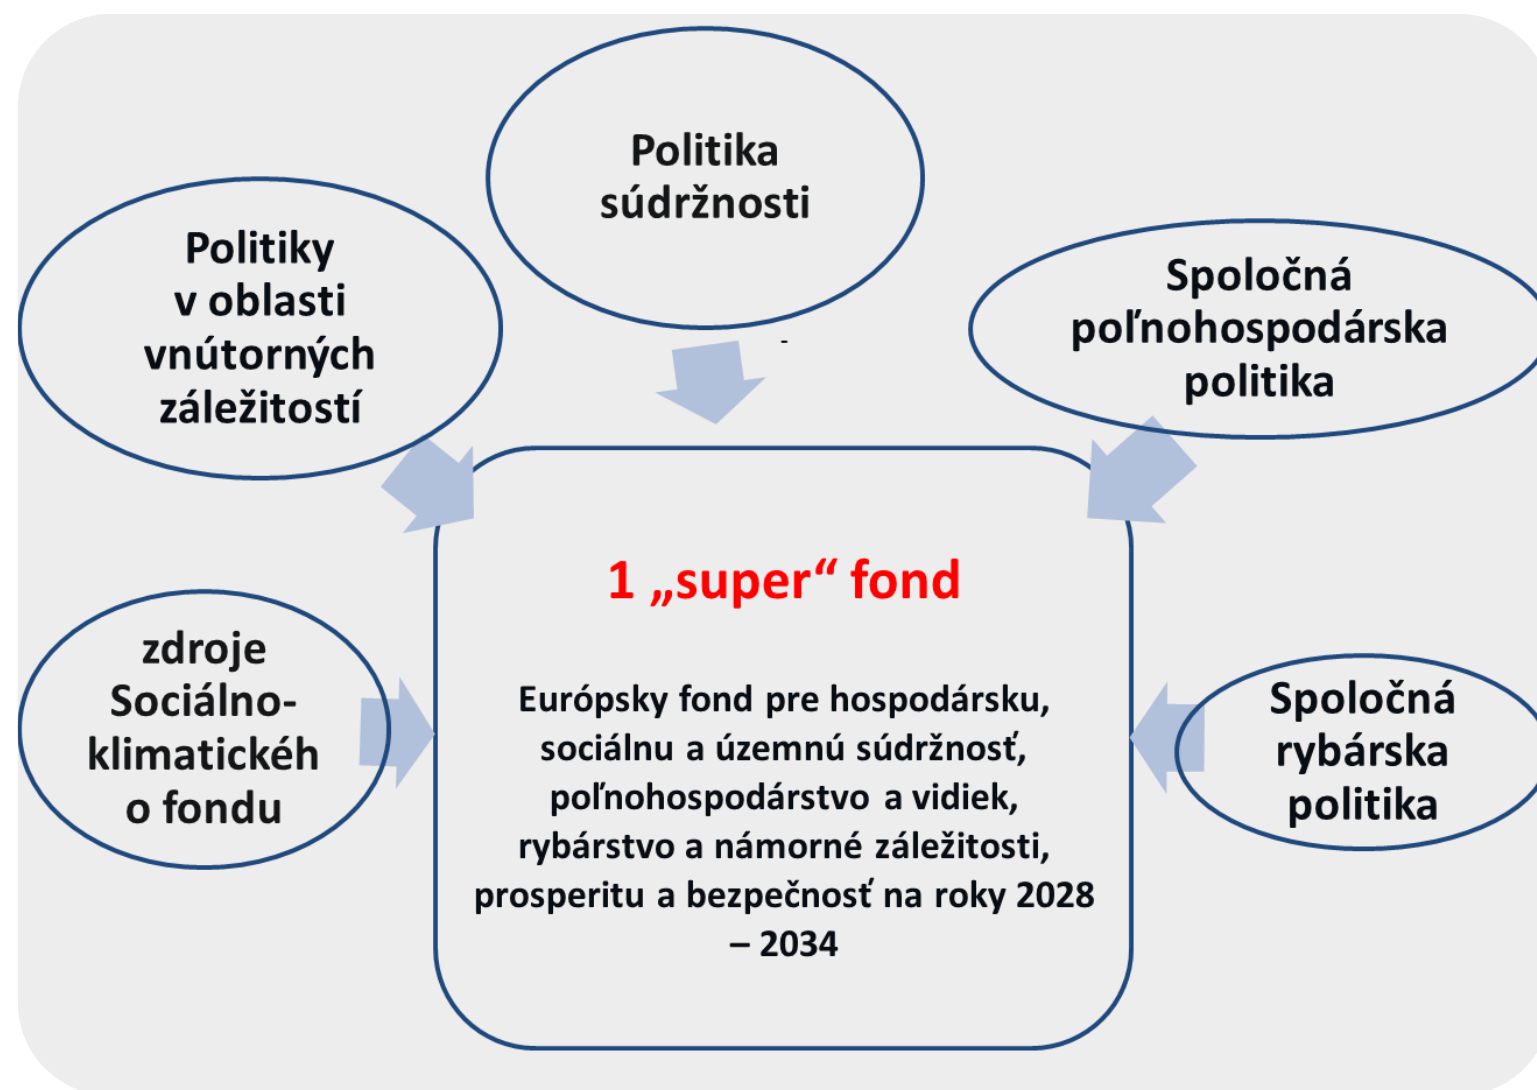 Politika
súdržnosti
Politiky
v oblasti
vnútorných
záležitostí
Spoločná
poľnohospodárska
politika
-
1 „super“ fond
Európsky fond pre hospodársku,
sociálnu a územnú súdržnosť,
poľnohospodárstvo a vidiek,
rybárstvo a námorné záležitosti,
prosperitu a bezpečnosť na roky 2028
– 2034
zdroje
Sociálno-
klimatickéh
o fondu
Spoločná
rybárska
politika